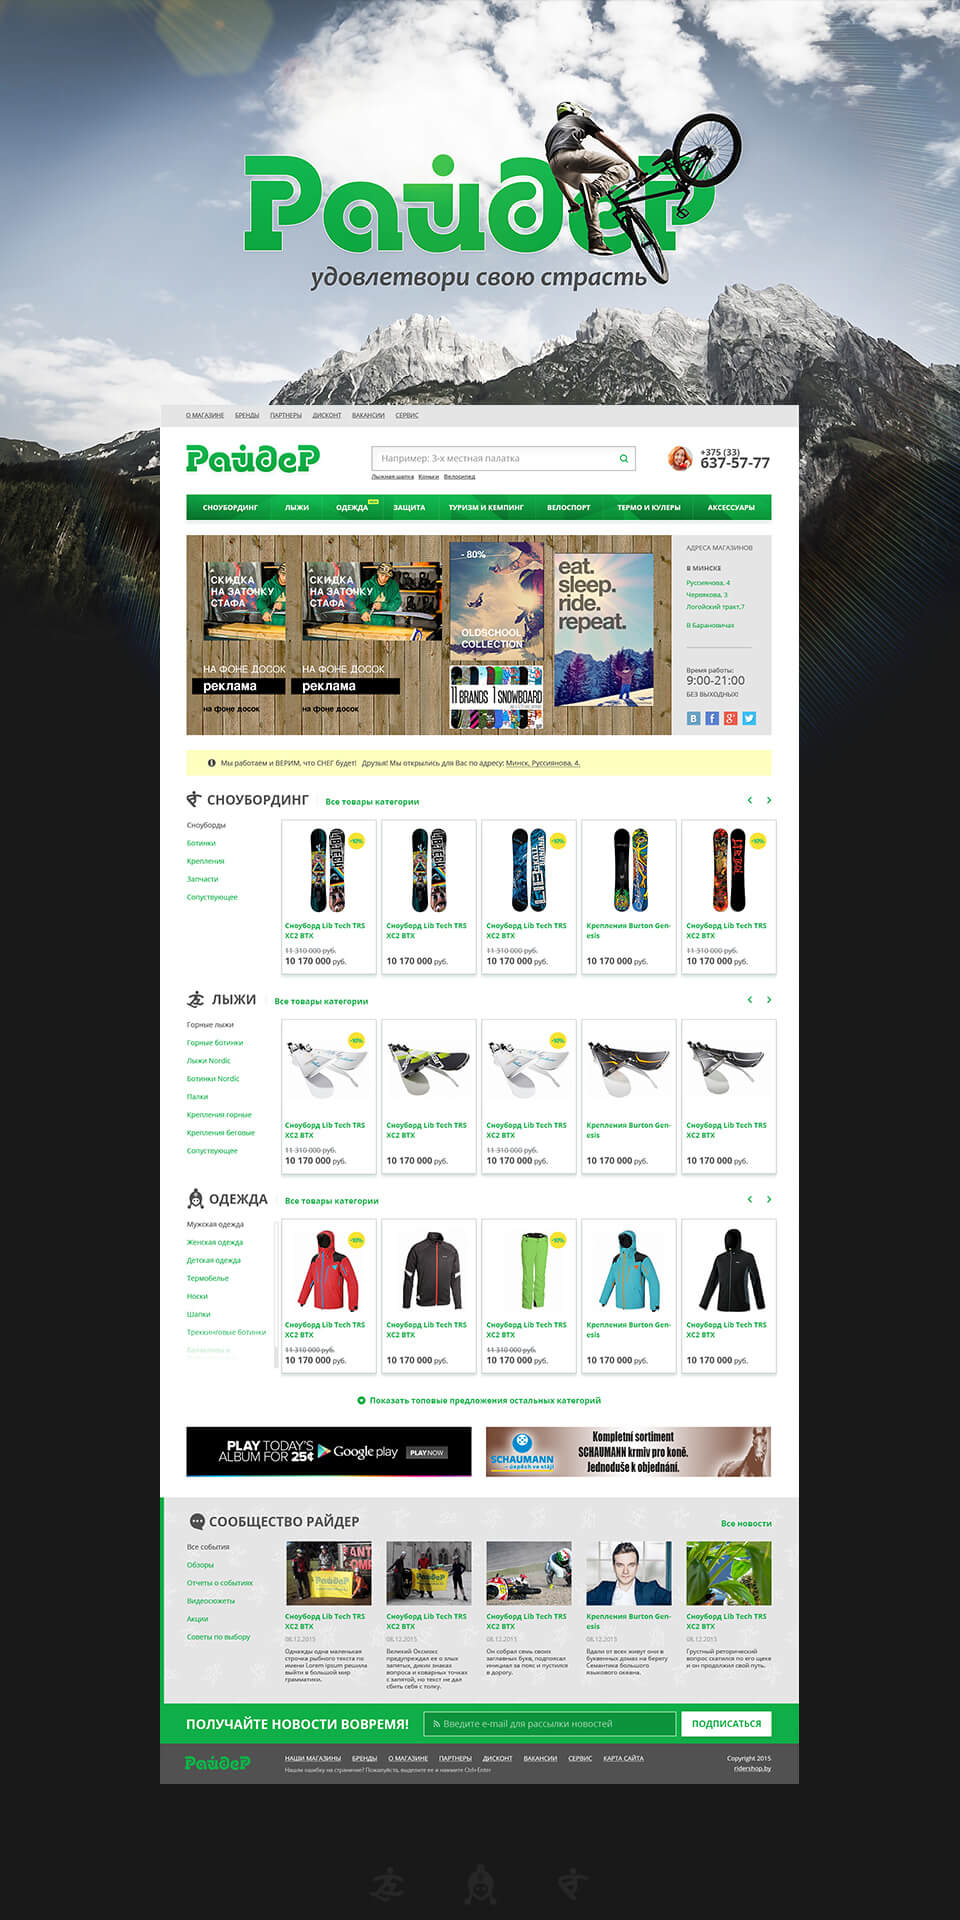 Райдер
удовлетвори свою страсть
О МАГАЗИНЕ БРЕНДЫ ПАРТНЕРЫ ДИСКОНТ ВАКАНСИИ СЕРВИС
Райдер
Например: 3-х местная палатка
Лыжная шапка Коньки Велосипед
+375 (33)
637-57-77
СНОУБОРДИНГ ЛЫЖИ ОДЕЖДА ЗАЩИТА ТУРИЗМ И КЕМПИНГ ВЕЛОСПОРТ ТЕРМО И КУЛЕРЫ АКСЕССУАРЫ
СКИДКА
НА ЗАТОЧКУ
СТАФА
НА ФОНЕ ДОСОК
реклама
на фоне досок
СКИДКА
НА ЗАТОЧКУ
СТАФА
НА ФОНЕ ДОСОК
реклама
на фоне досок
- 80%
OLDSCHOOL
COLLECTION
11 BRANDS 1 SNOWBOARD
eat.
sleep.
ride.
repeat.
АДРЕСА МАГАЗИНОВ
В МИНСКЕ
Руссиянова, 4
Червякова, 3
Логойский тракт,7
В Барановичах
Время работы:
9:00-21:00
БЕЗ ВЫХОДНЫХ!
Мы работаем и ВЕРИМ, что СНЕГ будет! Друзья! Мы открылись для Вас по адресу: Минск, Руссиянова, 4.
СНОУБОРДИНГ Все товары категории
Сноуборды
Ботинки
Крепления
Запчасти
Сопуствующее
-10%
Сноуборд Lib Tech TRS
XC2 BTX
11 310 000 руб.
10 170 000 руб.
Сноуборд Lib Tech TRS
XC2 BTX
10 170 000 руб.
-10%
Сноуборд Lib Tech TRS
XC2 BTX
11 310 000 руб.
10 170 000 руб.
Крепления Burton Gen-
esis
10 170 000 руб.
-10%
Сноуборд Lib Tech TRS
XC2 BTX
11 310 000 руб.
10 170 000 руб.
ЛЫЖИ Все товары категории
Горные лыжи
Горные ботинки
Лыжи Nordic
Ботинки Nordic
Палки
Крепления горные
Крепления беговые
Сопуствующее
-10%
Сноуборд Lib Tech TRS
XC2 BTX
11 310 000 руб.
10 170 000 руб.
Сноуборд Lib Tech TRS
XC2 BTX
10 170 000 руб.
-10%
Сноуборд Lib Tech TRS
XC2 BTX
11 310 000 руб.
10 170 000 руб.
Крепления Burton Gen-
esis
10 170 000 руб.
Сноуборд Lib Tech TRS
XC2 BTX
10 170 000 руб.
ОДЕЖДА Все товары категории
Мужская одежда
Женская одежда
Детская одежда
Термобелье
Носки
Шапки
Треккинговые ботинки
-10%
Сноуборд Lib Tech TRS
XC2 BTX
11 310 000 руб.
10 170 000 руб.
Сноуборд Lib Tech TRS
XC2 BTX
10 170 000 руб.
-10%
Сноуборд Lib Tech TRS
XC2 BTX
11 310 000 руб.
10 170 000 руб.
Крепления Burton Gen-
esis
10 170 000 руб.
Сноуборд Lib Tech TRS
XC2 BTX
10 170 000 руб.
Показать топовые предложения остальных категорий
PLAY TODAY'S
ALBUM FOR 25¢
Google play
PLAY NOW
SCHAUMANN
úspěch ve stáji
Kompletní sortiment
SCHAUMANN krmiv pro koně.
Jednoduše k objednání.
СООБЩЕСТВО РАЙДЕР Все новости
Все события
Обзоры
Отчеты о событиях
Видеосюжеты
Акции
Советы по выбору
Сноуборд Lib Tech TRS
XC2 BTX
08.12.2015
Однажды одна маленькая
строчка рыбного текста по
имени Lorem ipsum решила
выйти в большой мир
грамматики.
Сноуборд Lib Tech TRS
XC2 BTX
08.12.2015
Великий Оксмокс
предупреждал ее о злых
запятых, диких знаках
вопроса и коварных точках
с запятой, но текст не дал
сбить себя с толку.
Сноуборд Lib Tech TRS
XC2 BTX
08.12.2015
Он собрал семь своих
заглавных букв, подпоясал
инициал за пояс и пустился
в дорогу.
Крепления Burton Gen-
esis
08.12.2015
Вдали от всех живут они в
буквенных домах на берегу
Семантика большого
языкового океана.
Сноуборд Lib Tech TRS
XC2 BTX
08.12.2015
Грустный реторический
вопрос скатился по его щеке
и он продолжил свой путь.
ПОЛУЧАЙТЕ НОВОСТИ ВОВРЕМЯ!
Введите e-mail для рассылки новостей
ПОДПИСАТЬСЯ
Райдер
НАШИ МАГАЗИНЫ БРЕНДЫ О МАГАЗИНЕ ПАРТНЕРЫ ДИСКОНТ ВАКАНСИИ СЕРВИС КАРТА САЙТА
Нашли ошибку на странице? Пожалуйста, выделите ее и нажмите Ctrl+Enter
Copyright 2015
ridershop.by